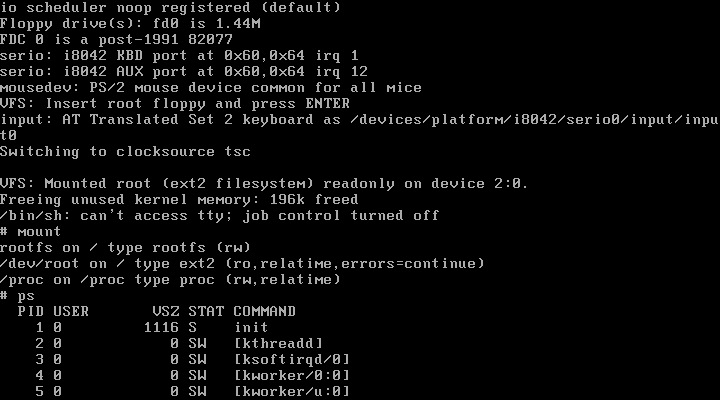 io scheduler noop registered (default)
Floppy drive(s): fd0 is 1.44M
FDC 0 is a post-1991 82077
serio: i8042 KBD port at 0x60,0x64 irq 1
serio: i8042 AUX port at 0x60,0x64 irq 12
mousedev: PS/2 mouse device common for all mice
VFS: Insert root floppy and press ENTER
input: AT Translated Set 2 keyboard as /devices/platform/i8042/serio0/input/inpu
t0
Switching to clocksource tsc
VFS: Mounted root (ext2 filesystem) readonly on device 2:0.
Freeing unused kernel memory: 196k freed
/bin/sh: can't access tty; job control turned off
# mount
rootfs on / type rootfs (rw)
/dev/root on / type ext2 (ro,relatime,errors=continue)
/proc on /proc type proc (rw,relatime)
# ps
  PID USER       VSZ STAT COMMAND
    1 0         1116 S    init
    2 0            0 SW   [kthreadd]
    3 0            0 SW   [ksoftirqd/0]
    4 0            0 SW   [kworker/0:0]
    5 0            0 SW   [kworker/u:0]